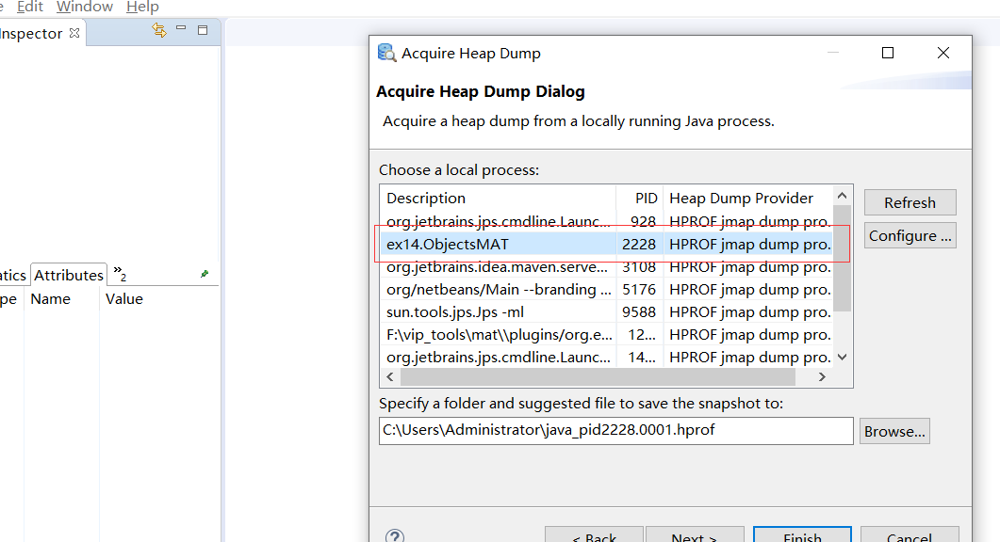 Edit Window Help
Inspector
Acquire Heap Dump
Acquire Heap Dump Dialog
Acquire a heap dump from a locally running Java process.
Choose a local process:
Description PID Heap Dump Provider
org.jetbrains.jps.cmdline.Launc... 928 HPROF jmap dump pro.
ex14.ObjectsMAT 2228 HPROF jmap dump pro.
org.jetbrains.idea.maven.serve... 3108 HPROF jmap dump pro.
org/netbeans/Main --branding ... 5176 HPROF jmap dump pro.
sun.tools.jps.Jps -ml 9588 HPROF jmap dump pro.
F:\vip_tools\mat\\plugins/org.e... 12... HPROF jmap dump pro.
org.jetbrains.jps.cmdline.Launc... 14... HPROF jmap dump pro.
Refresh
Configure ...
Specify a folder and suggested file to save the snapshot to:
C:\Users\Administrator\java_pid2228.0001.hprof
Browse...
< Back Next > Finish Cancel
atics Attributes »2
pe Name Value